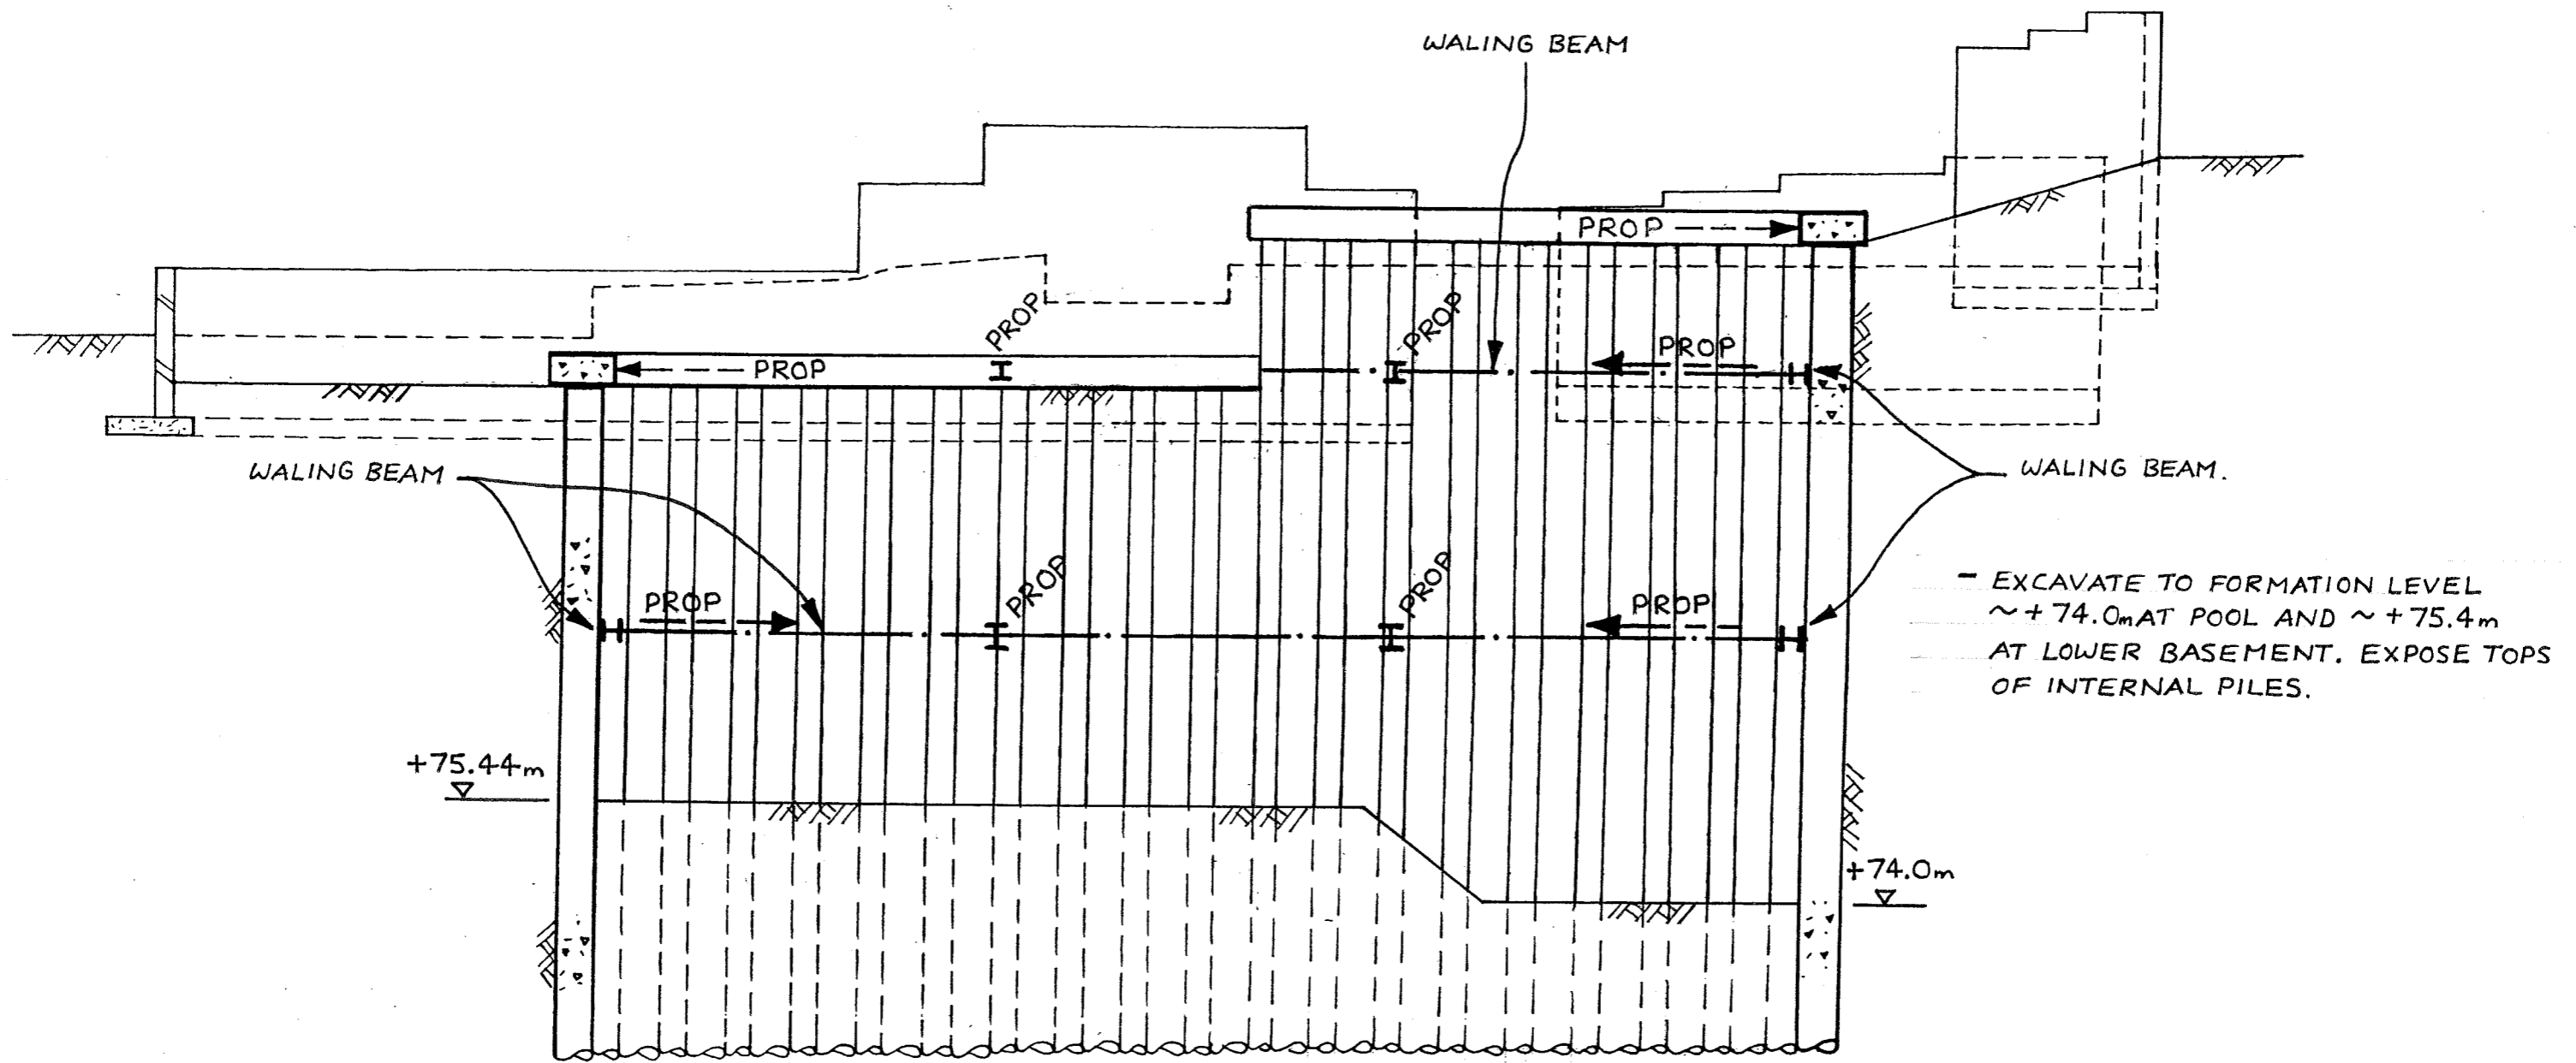 WALING BEAM
PROP
PROP
PROP
PROP
PROP
WALING BEAM
WALING BEAM.
PROP
PROP
PROP
PROP
- EXCAVATE TO FORMATION LEVEL
~+74.0m AT POOL AND ~+75.4m
AT LOWER BASEMENT. EXPOSE TOPS
OF INTERNAL PILES.
+75.44m
+74.0m